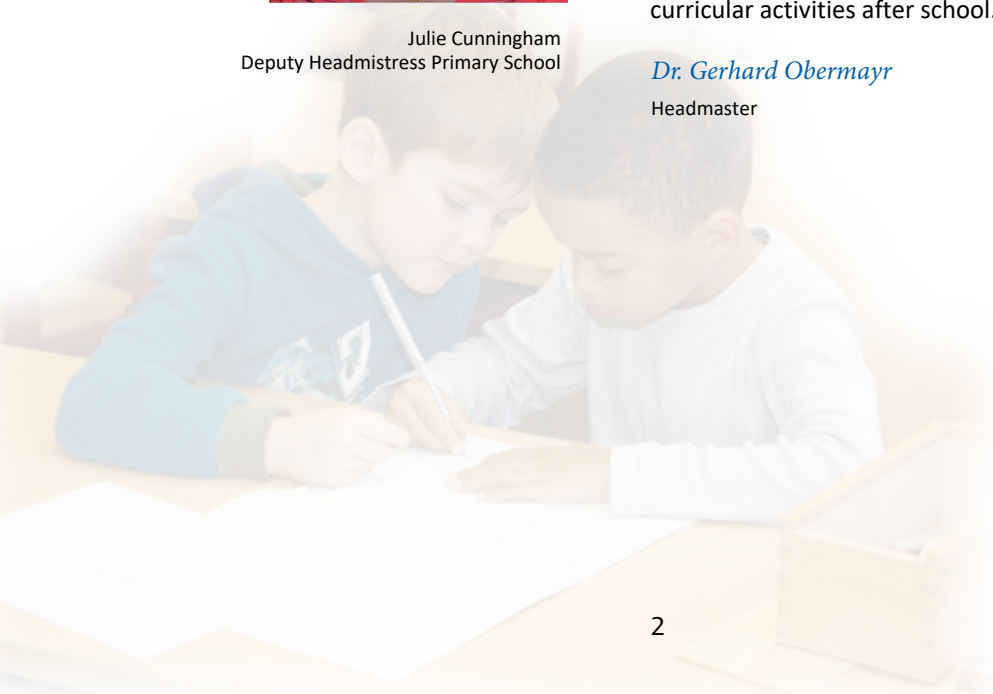 Julie Cunningham
Deputy Headmistress Primary School
curricular activities after school.
Dr. Gerhard Obermayr
Headmaster
2